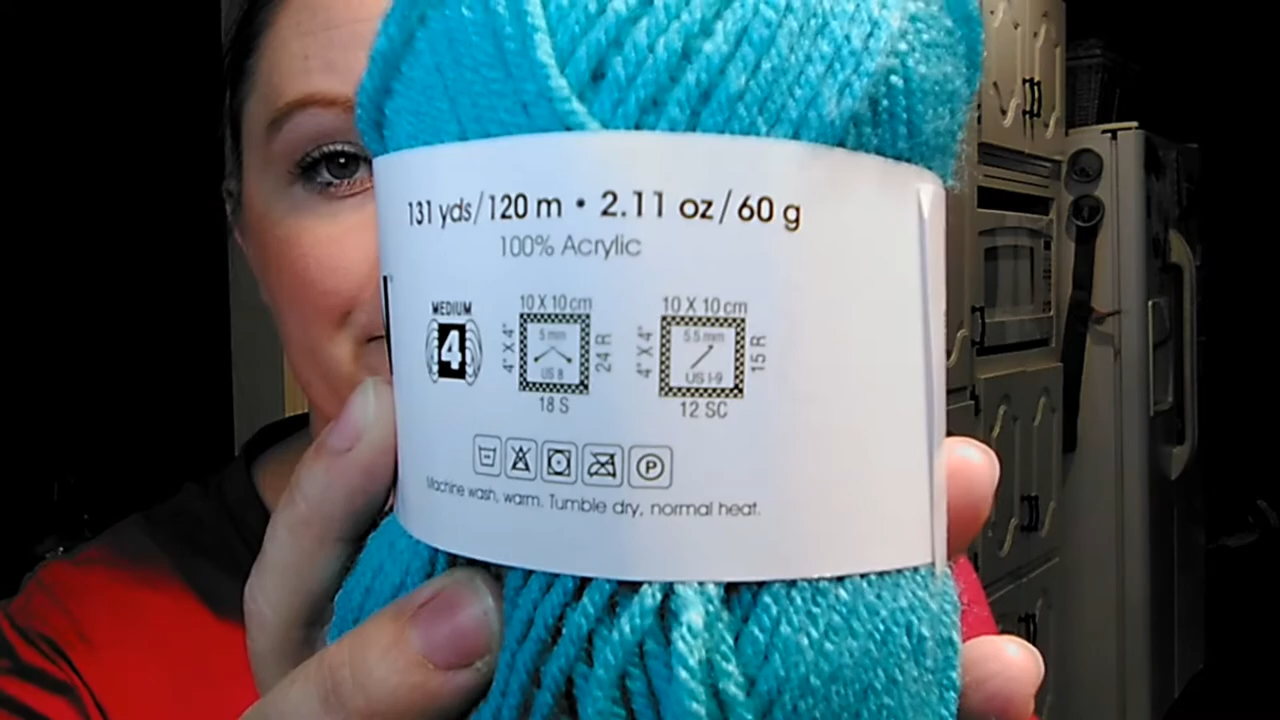 131 yds/120 m • 2.11 oz/60 g
100% Acrylic
MEDIUM
4
10 X 10 cm
4" X 4"
5 mm
US 8
24 R
18 S
10 X 10 cm
4" X 4"
5.5 mm
US I-9
15 R
12 SC
P
Machine wash, warm. Tumble dry, normal heat.